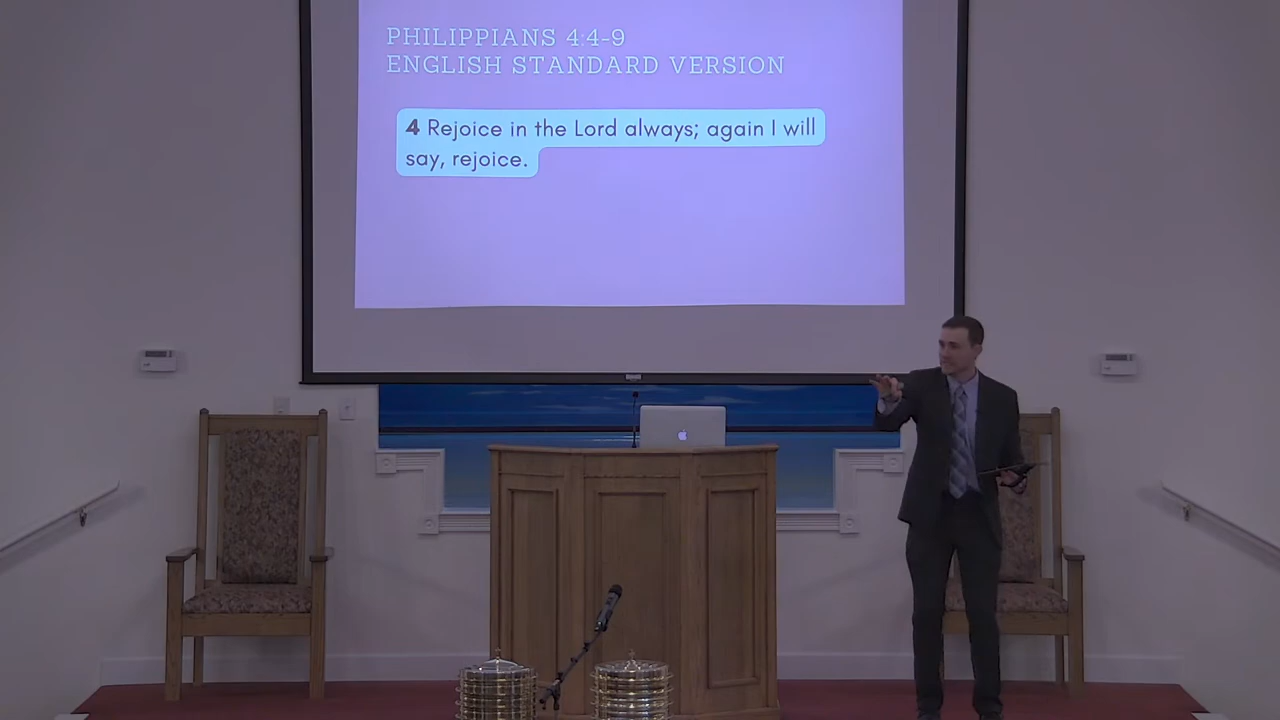 PHILIPPIANS 4:4-9
ENGLISH STANDARD VERSION
4 Rejoice in the Lord always; again I will
say, rejoice.